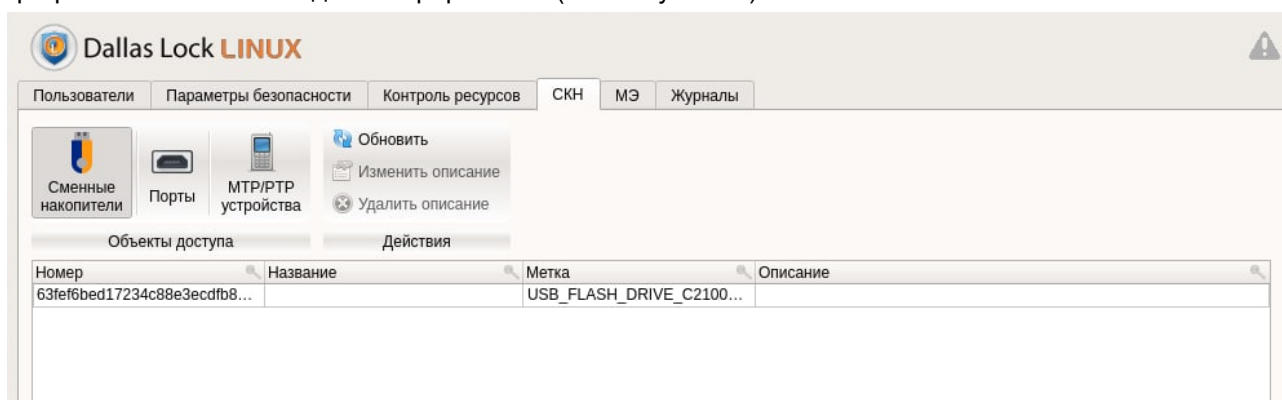 Dallas Lock LINUX
Пользователи Параметры безопасности Контроль ресурсов СКН МЭ Журналы
Сменные накопители
Порты
MTP/PTP устройства
Обновить
Изменить описание
Удалить описание
Объекты доступа Действия
Номер Название Метка Описание
63fef6bed17234c88e3ecdfb8... USB_FLASH_DRIVE_C2100...